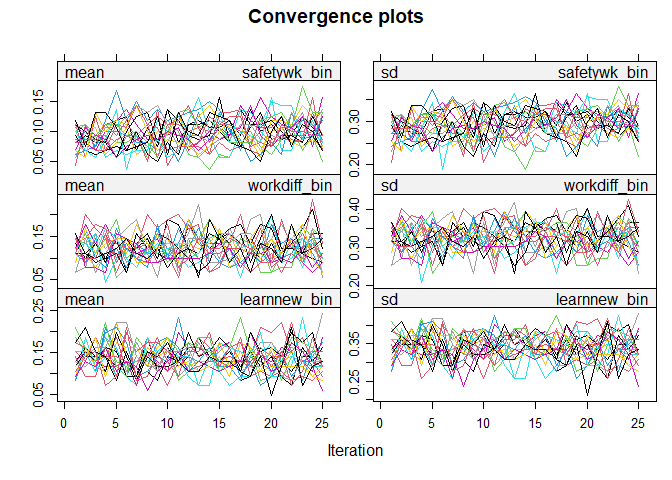 Convergence plots
mean safetywk_bin
sd safetywk_bin
0.05 0.10 0.15
0.20 0.30
mean workdiff_bin
sd workdiff_bin
0.05 0.15
0.20 0.30 0.40
mean learnnew_bin
sd learnnew_bin
0.05 0.15 0.25
0.25 0.35
0 5 10 15 20 25
0 5 10 15 20 25
Iteration